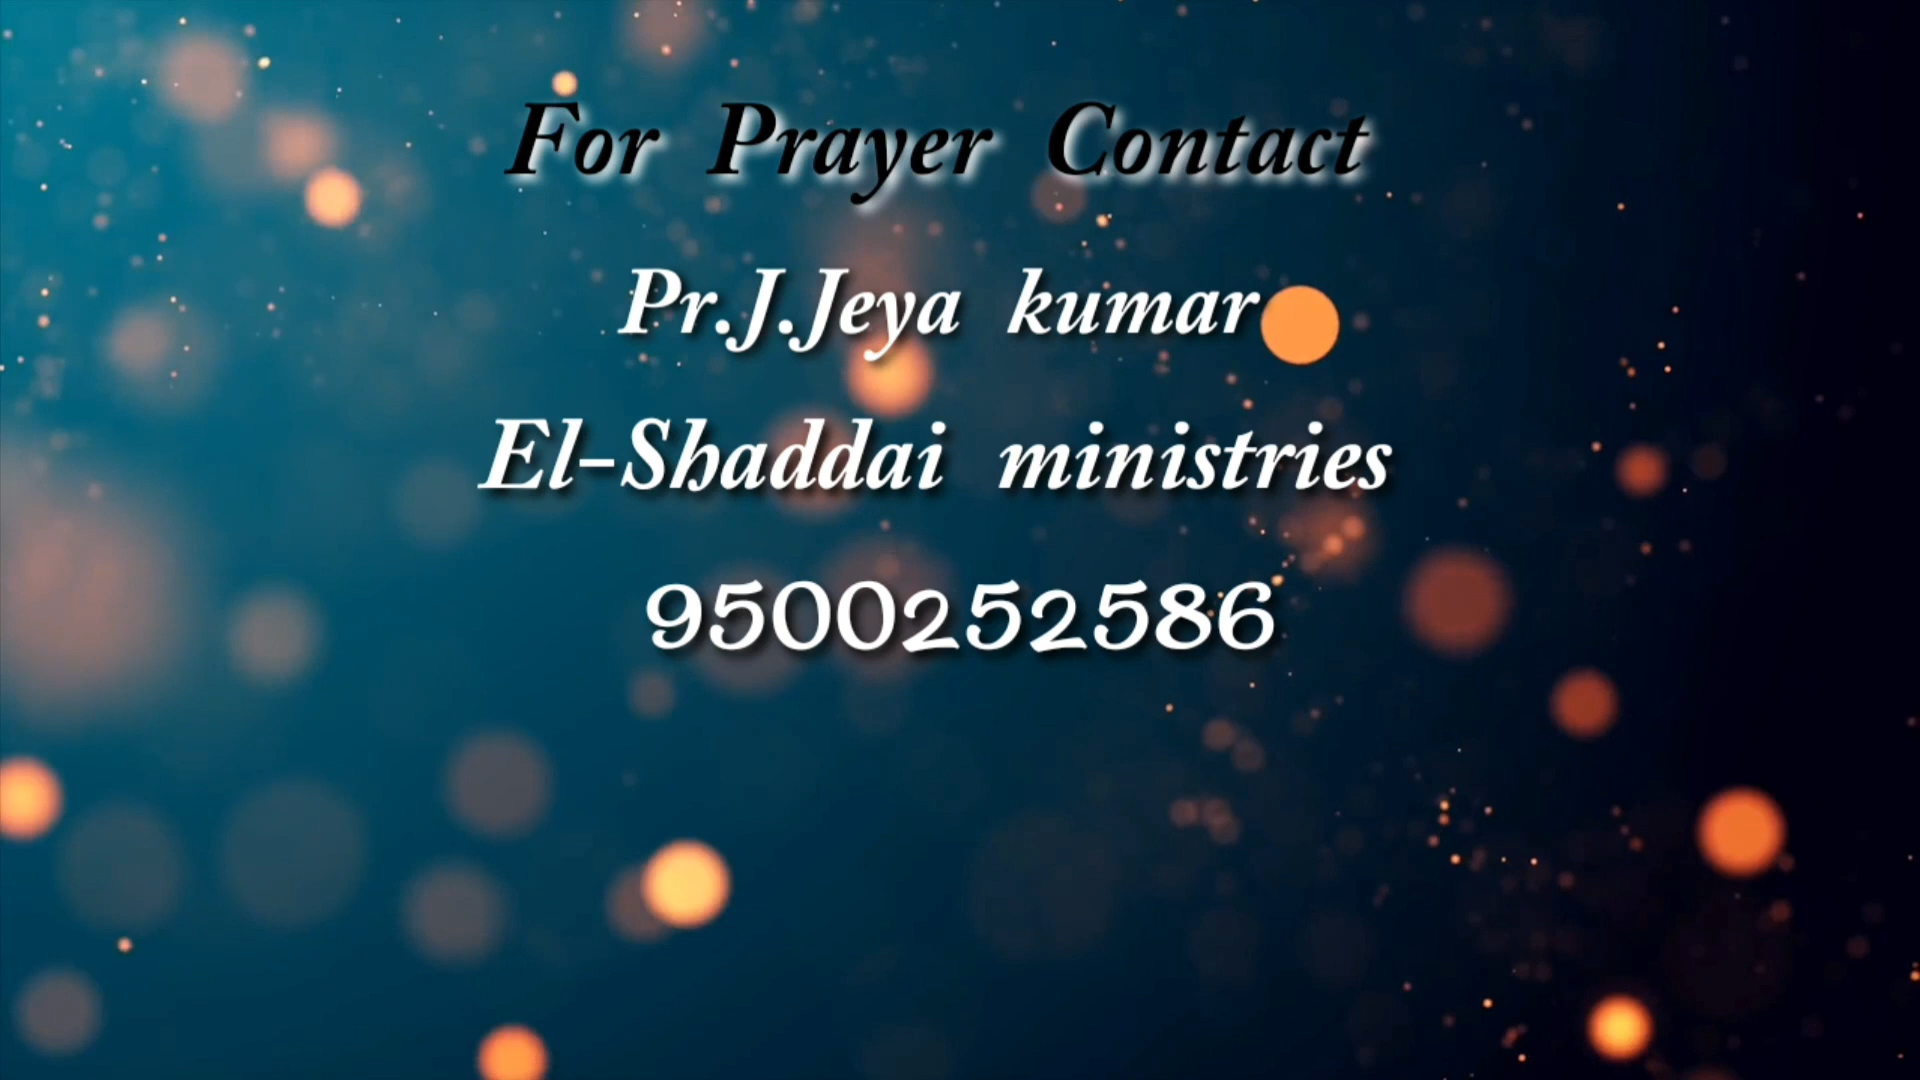 For Prayer Contact
Pr.J.Jeya kumar
El-Shaddai ministries
9500252586